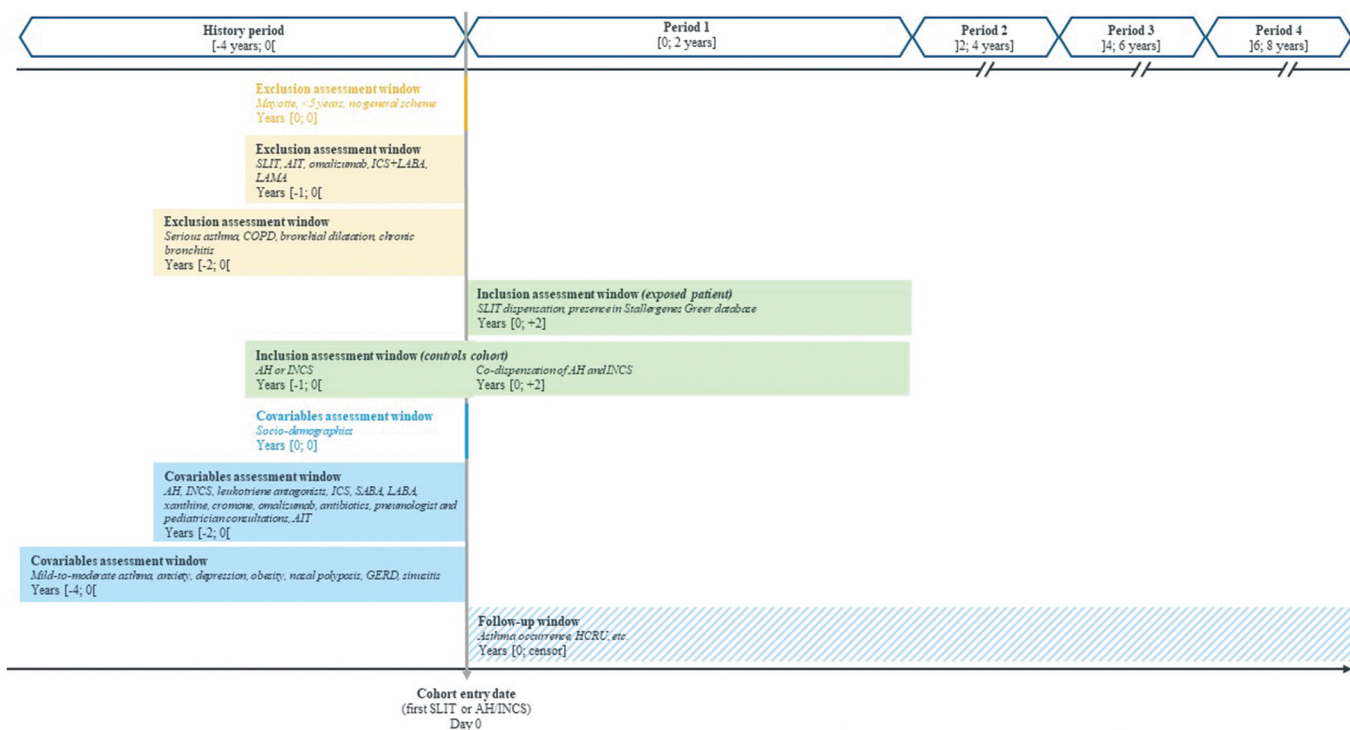 History period
[-4 years; 0[
Period 1
[0; 2 years]
Period 2
]2; 4 years]
Period 3
]4; 6 years]
Period 4
]6; 8 years]
Exclusion assessment window
Mayotte, <5 years, no general scheme
Years [0; 0]
Exclusion assessment window
SLIT, AIT, omalizumab, ICS+LABA,
LAMA
Years [-1; 0[
Exclusion assessment window
Serious asthma, COPD, bronchial dilatation, chronic
bronchitis
Years [-2; 0[
Inclusion assessment window (exposed patient)
SLIT dispensation, presence in Stallergenes Greer database
Years [0; +2]
Inclusion assessment window (controls cohort)
AH or INCS
Years [-1; 0[
Co-dispensation of AH and INCS
Years [0; +2]
Covariables assessment window
Socio-demographics
Years [0; 0]
Covariables assessment window
AH, INCS, leukotriene antagonists, ICS, SABA, LABA,
xanthine, cromone, omalizumab, antibiotics, pneumologist and
pediatrician consultations, AIT
Years [-2; 0[
Covariables assessment window
Mild-to-moderate asthma, anxiety, depression, obesity, nasal polyposis, GERD, sinusitis
Years [-4; 0[
Follow-up window
Asthma occurrence, HCRU, etc.
Years [0; censor]
Cohort entry date
(first SLIT or AH/INCS)
Day 0